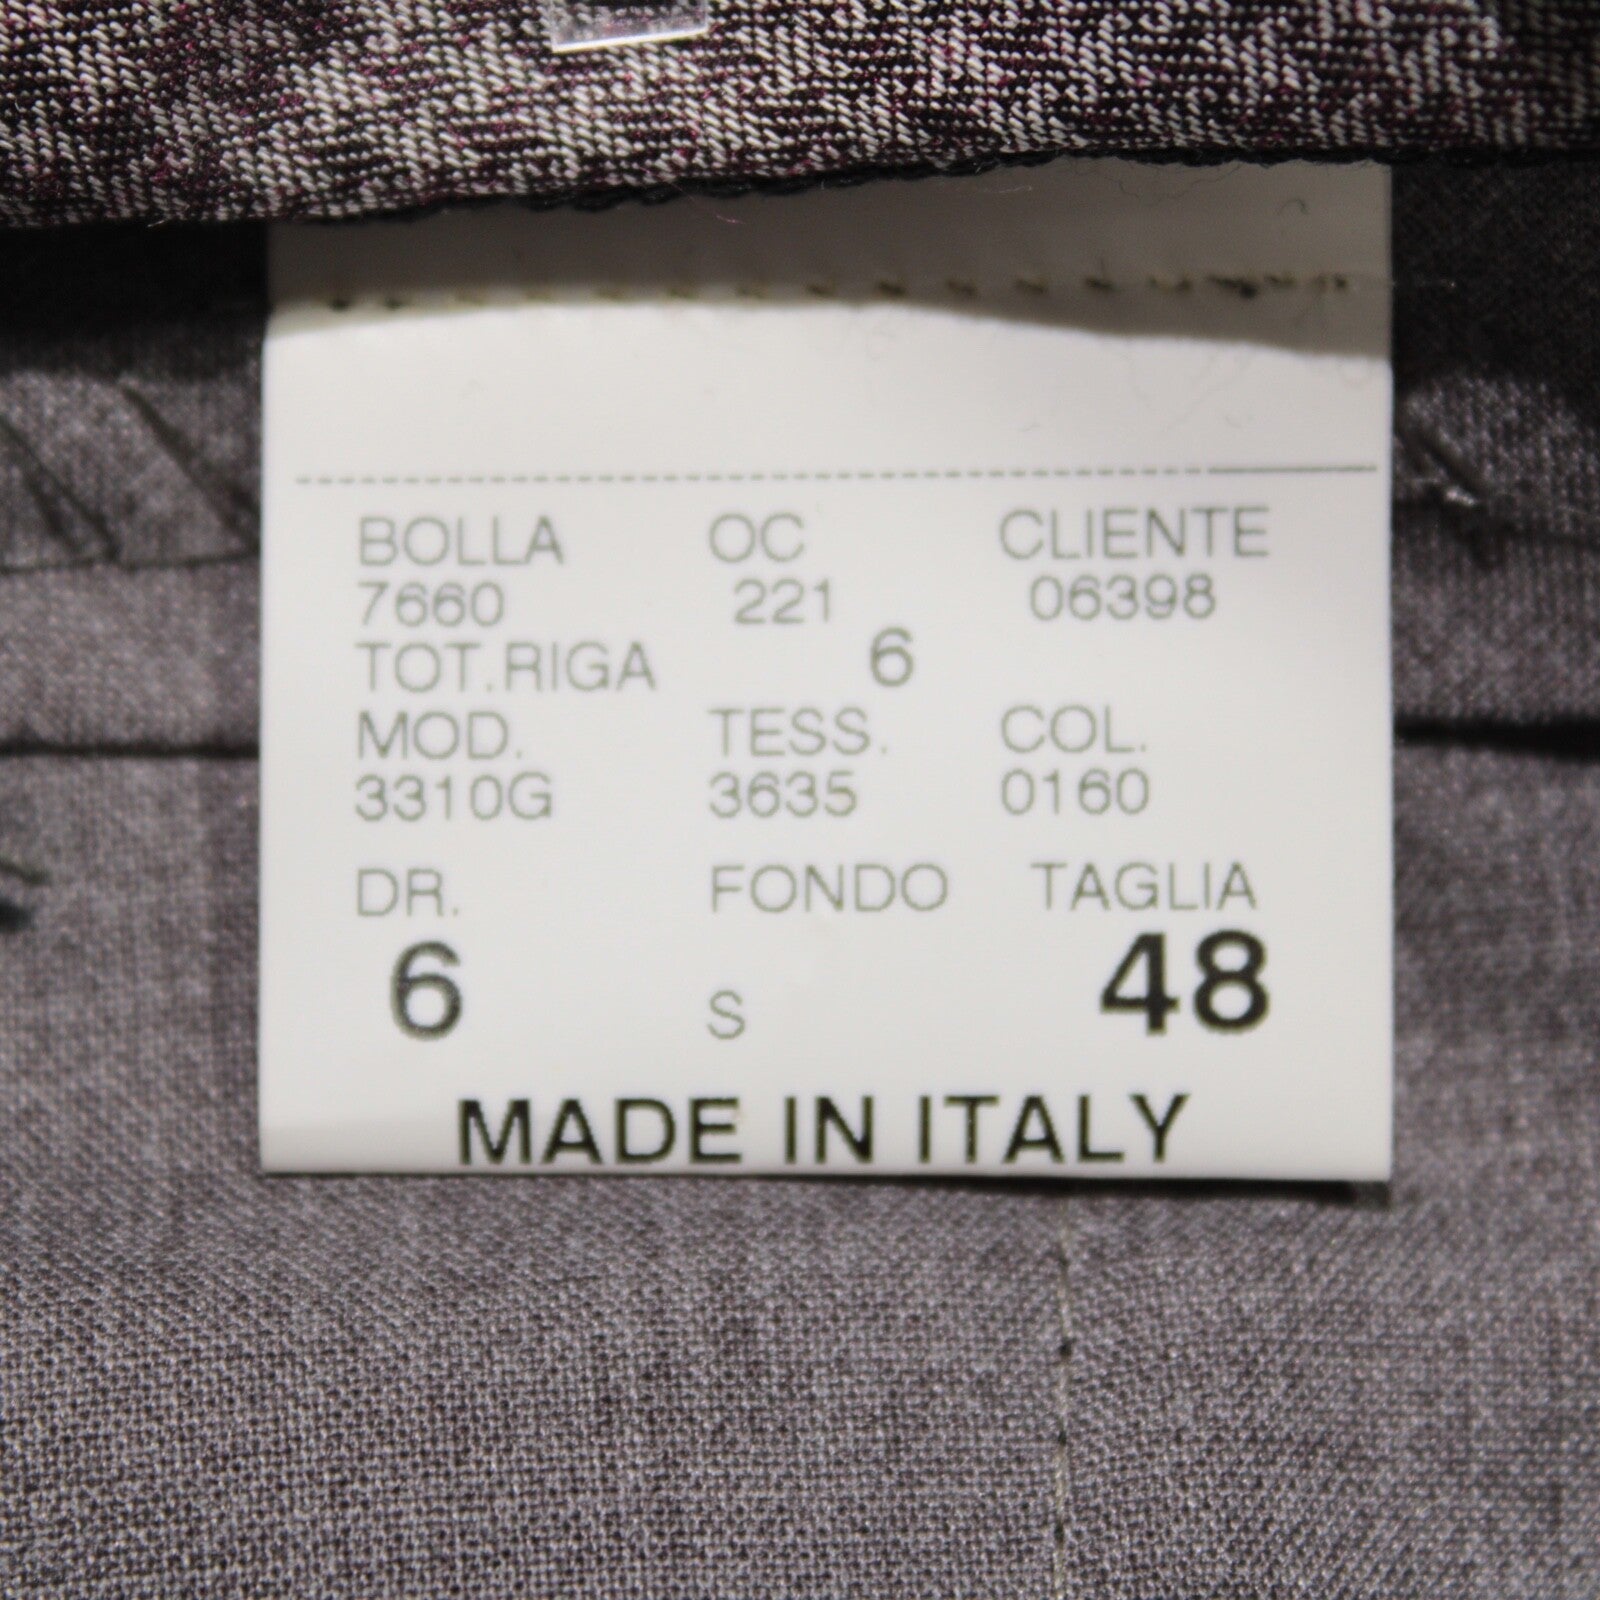 BOLLA OC CLIENTE
7660 221 06398
TOT.RIGA 6
MOD. TESS. COL.
3310G 3635 0160
DR. FONDO TAGLIA
6 S 48
MADE IN ITALY